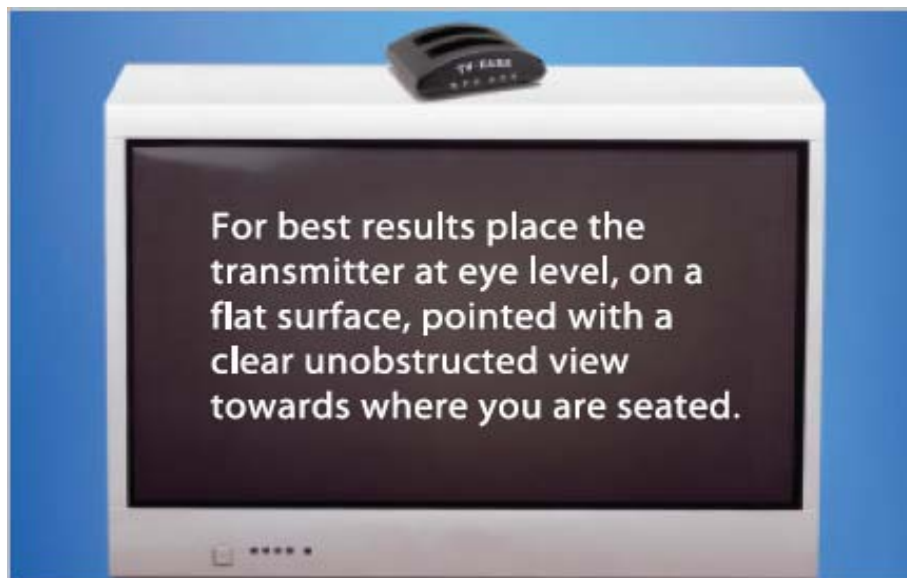 TV·EARS
For best results place the
transmitter at eye level, on a
flat surface, pointed with a
clear unobstructed view
towards where you are seated.